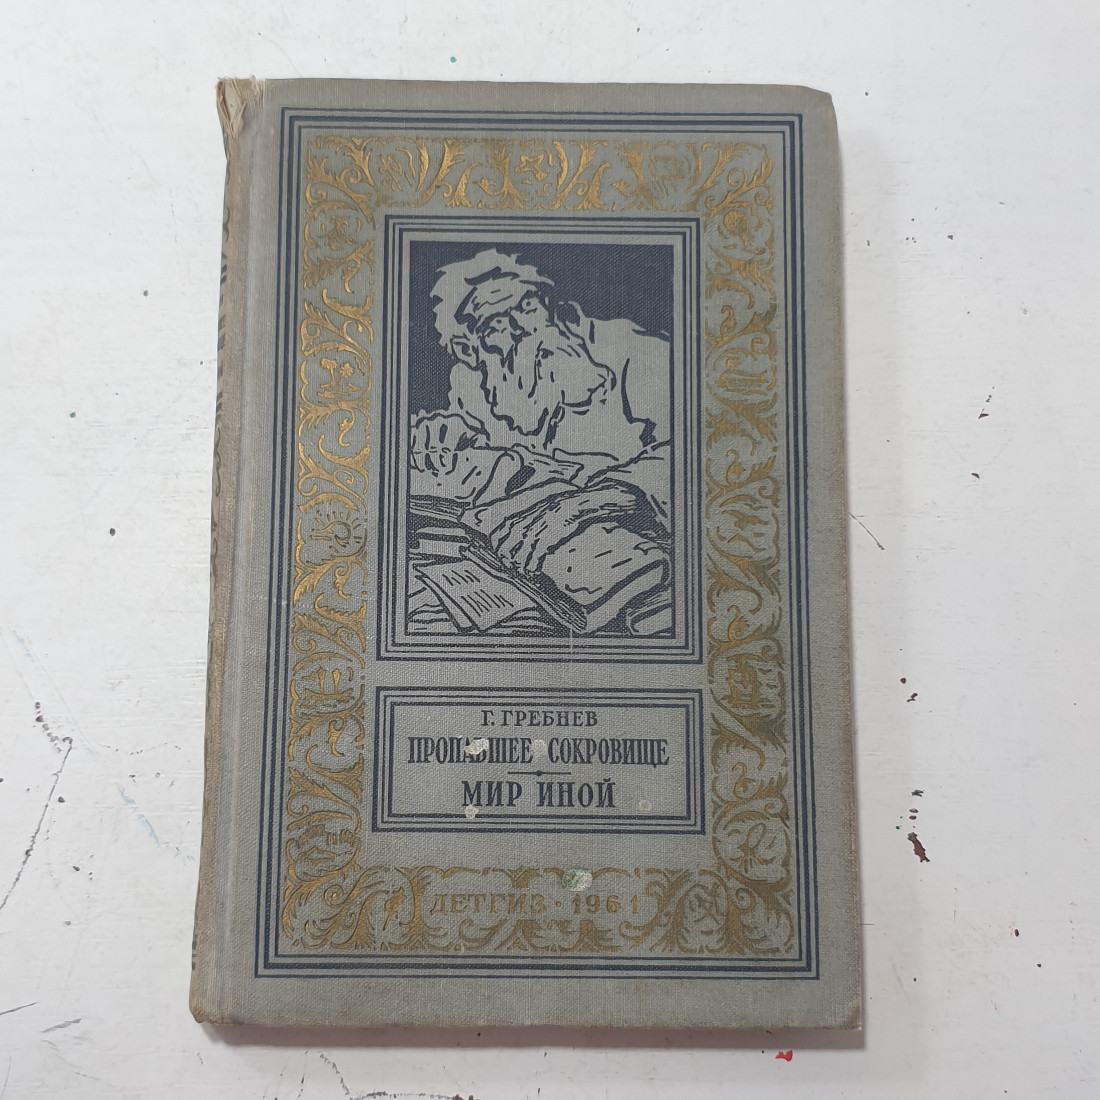 Г. ГРЕБНЕВ
ПРОПАВШЕЕ СОКРОВИЩЕ
МИР ИНОЙ
ДЕТГИЗ · 1961